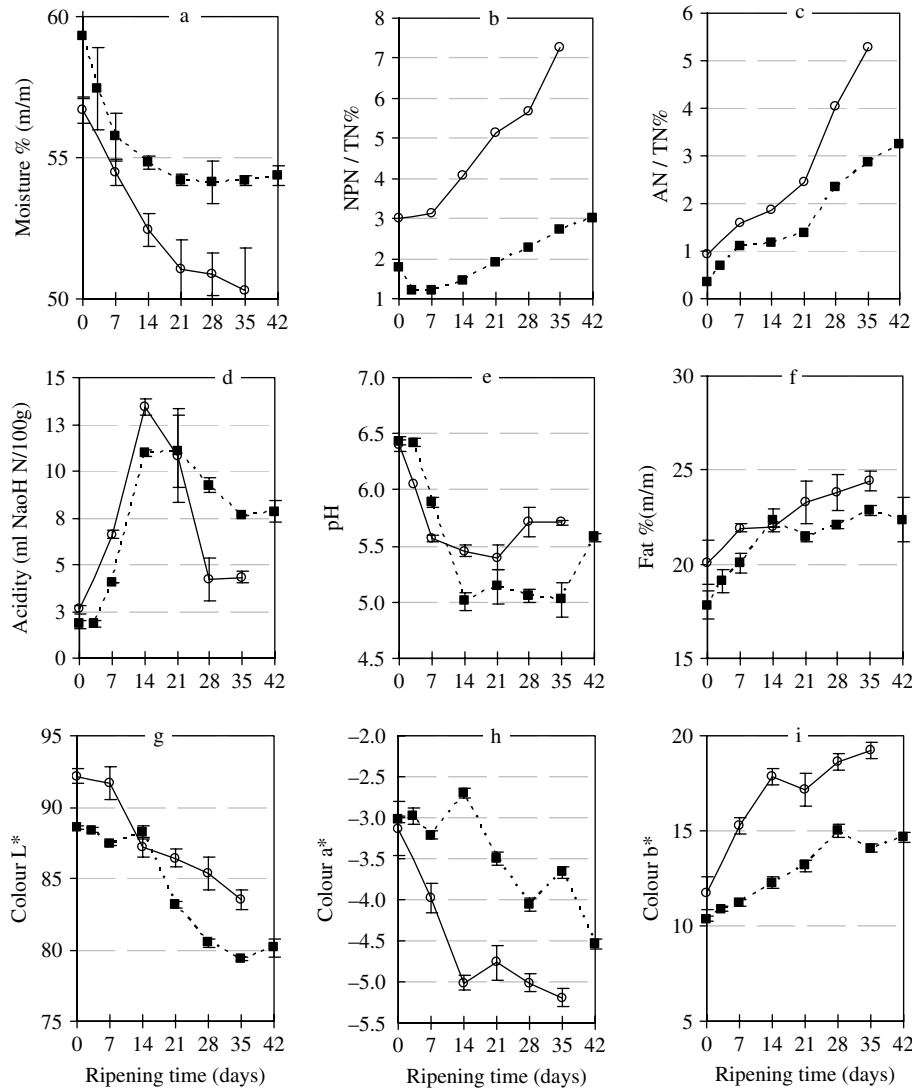 a
60
55
50
Moisture % (m/m)
0 7 14 21 28 35 42
b
8
7
6
5
4
3
2
1
NPN / TN%
0 7 14 21 28 35 42
c
6
5
4
3
2
1
0
AN / TN%
0 7 14 21 28 35 42
d
15
13
10
8
5
3
0
Acidity (ml NaoH N/100g)
0 7 14 21 28 35 42
e
7.0
6.5
6.0
5.5
5.0
4.5
pH
0 7 14 21 28 35 42
f
30
25
20
15
Fat %(m/m)
0 7 14 21 28 35 42
g
95
90
85
80
75
Colour L*
0 7 14 21 28 35 42
Ripening time (days)
h
−2.0
−2.5
−3.0
−3.5
−4.0
−4.5
−5.0
−5.5
Colour a*
0 7 14 21 28 35 42
Ripening time (days)
i
20
15
10
5
Colour b*
0 7 14 21 28 35 42
Ripening time (days)